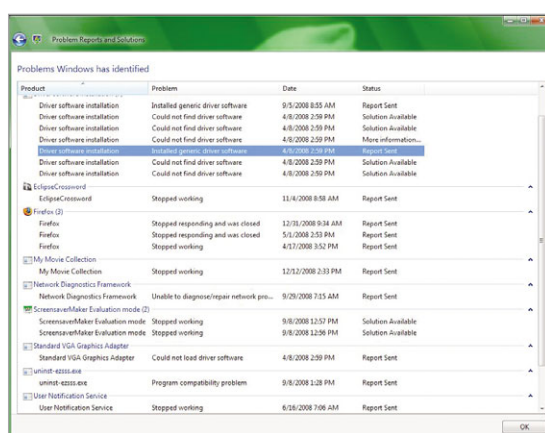 Problem Reports and Solutions
Problems Windows has identified
Product Problem Date Status
Driver software installation Installed generic driver software 9/5/2008 8:55 AM Report Sent
Driver software installation Could not find driver software 4/8/2008 2:59 PM Solution Available
Driver software installation Could not find driver software 4/8/2008 2:59 PM Solution Available
Driver software installation Could not find driver software 4/8/2008 2:59 PM More information...
Driver software installation Installed generic driver software 4/8/2008 2:59 PM Report Sent
Driver software installation Could not find driver software 4/8/2008 2:59 PM Solution Available
Driver software installation Could not find driver software 4/8/2008 2:59 PM Solution Available
EclipseCrossword
EclipseCrossword Stopped working 11/4/2008 8:58 AM Report Sent
Firefox (3)
Firefox Stopped responding and was closed 12/31/2008 9:34 AM Report Sent
Firefox Stopped responding and was closed 5/1/2008 2:53 PM Report Sent
Firefox Stopped working 4/17/2008 3:52 PM Report Sent
My Movie Collection
My Movie Collection Stopped working 12/12/2008 2:33 PM Report Sent
Network Diagnostics Framework
Network Diagnostics Framework Unable to diagnose/repair network pro... 9/29/2008 7:15 AM Report Sent
ScreensaverMaker Evaluation mode (2)
ScreensaverMaker Evaluation mode Stopped working 9/8/2008 12:57 PM Solution Available
ScreensaverMaker Evaluation mode Stopped working 9/8/2008 12:56 PM Solution Available
Standard VGA Graphics Adapter
Standard VGA Graphics Adapter Could not load driver software 4/8/2008 2:59 PM Report Sent
uninst-ezsss.exe
uninst-ezsss.exe Program compatibility problem 9/8/2008 1:28 PM Report Sent
User Notification Service
User Notification Service Stopped working 6/16/2008 7:06 AM Report Sent
OK